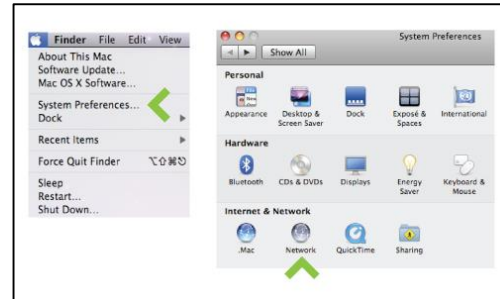 Finder File Edit View
About This Mac
Software Update...
Mac OS X Software...
System Preferences...
Dock
Recent Items
Force Quit Finder ⌥⇧⌘⎋
Sleep
Restart...
Shut Down...
System Preferences
Show All
Personal
Appearance
Desktop &
Screen Saver
Dock
Exposé &
Spaces
International
Hardware
Bluetooth
CDs & DVDs
Displays
Energy
Saver
Keyboard &
Mouse
Internet & Network
.Mac
Network
QuickTime
Sharing